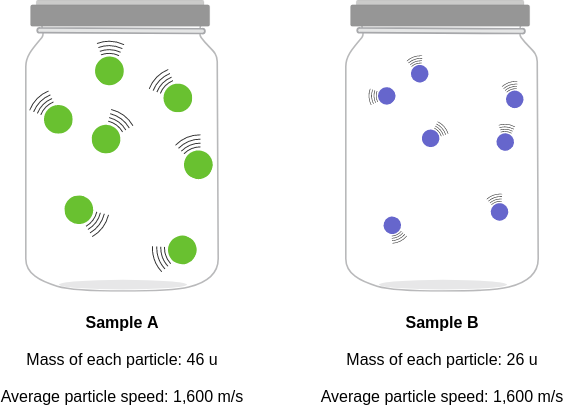 Sample A
Mass of each particle: 46 u
Average particle speed: 1,600 m/s
Sample B
Mass of each particle: 26 u
Average particle speed: 1,600 m/s